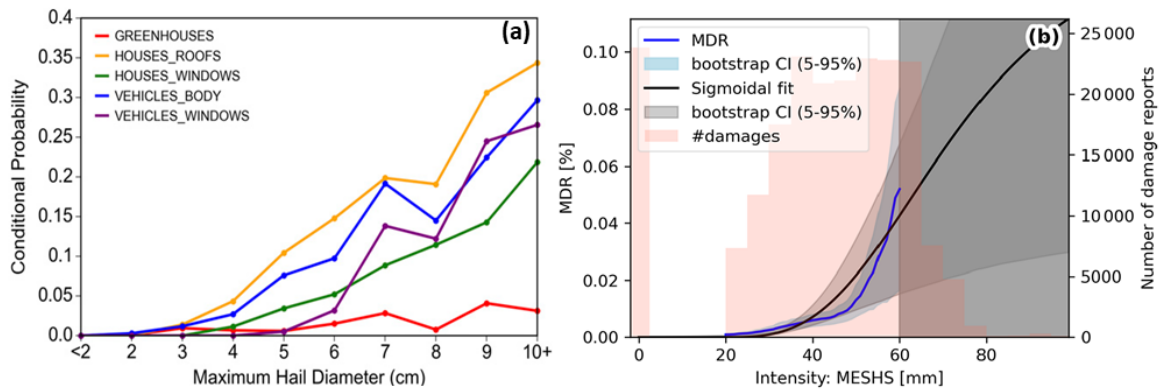 (a)
0.4
0.35
0.3
0.25
0.2
0.15
0.1
0.05
0.0
Conditional Probability
GREENHOUSES
HOUSES_ROOFS
HOUSES_WINDOWS
VEHICLES_BODY
VEHICLES_WINDOWS
<2 2 3 4 5 6 7 8 9 10+
Maximum Hail Diameter (cm)
(b)
0.10
0.08
0.06
0.04
0.02
0.00
MDR [%]
MDR
bootstrap CI (5-95%)
Sigmoidal fit
bootstrap CI (5-95%)
#damages
25 000
20 000
15 000
10 000
5000
0
Number of damage reports
0 20 40 60 80
Intensity: MESHS [mm]